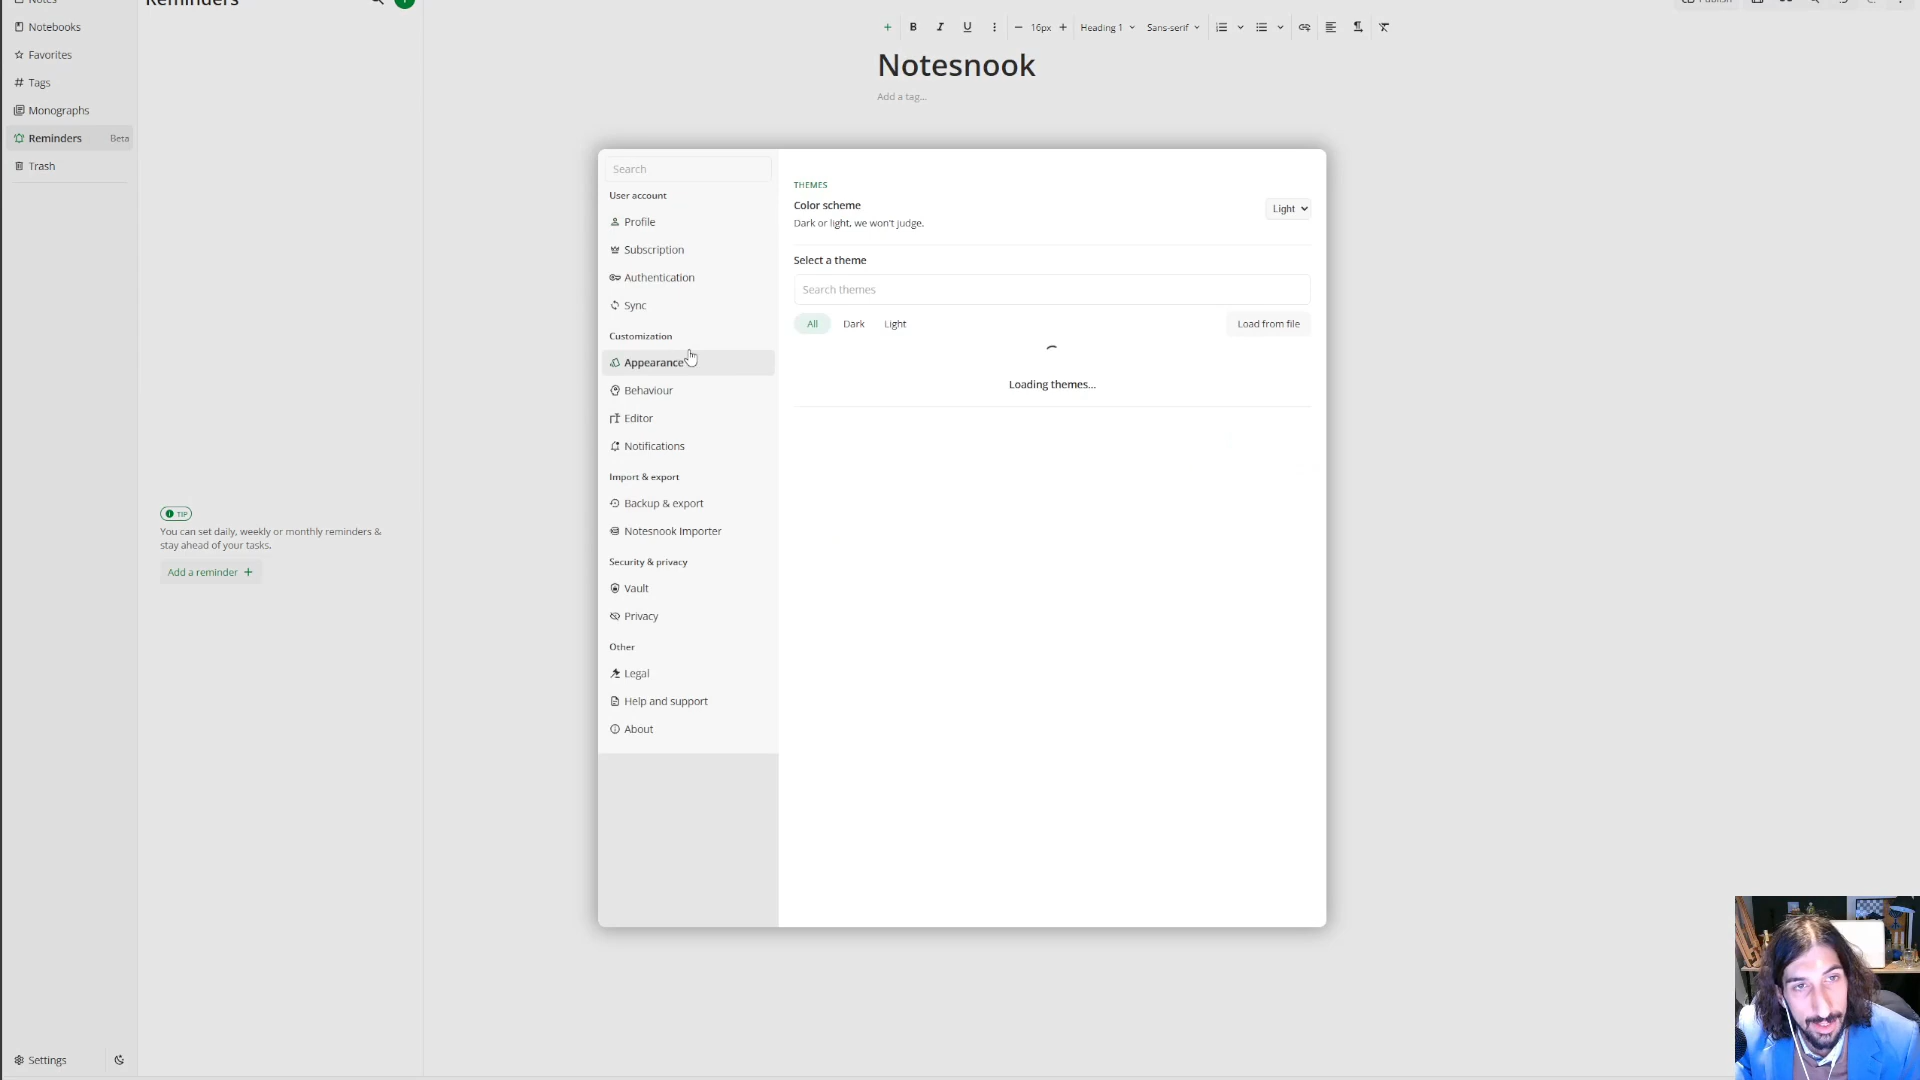 Notes
Reminders
Publish
Notebooks
Favorites
# Tags
Monographs
Reminders Beta
Trash
16px
Heading 1
Sans-serif
B I U
Notesnook
Add a tag...
Search
User account
Profile
Subscription
Authentication
Sync
Customization
Appearance
Behaviour
Editor
Notifications
Import & export
Backup & export
Notesnook Importer
Security & privacy
Vault
Privacy
Other
Legal
Help and support
About
THEMES
Color scheme
Light
Dark or light, we won't judge.
Select a theme
Search themes
All Dark Light
Load from file
Loading themes...
TIP
You can set daily, weekly or monthly reminders &
stay ahead of your tasks.
Add a reminder +
Settings